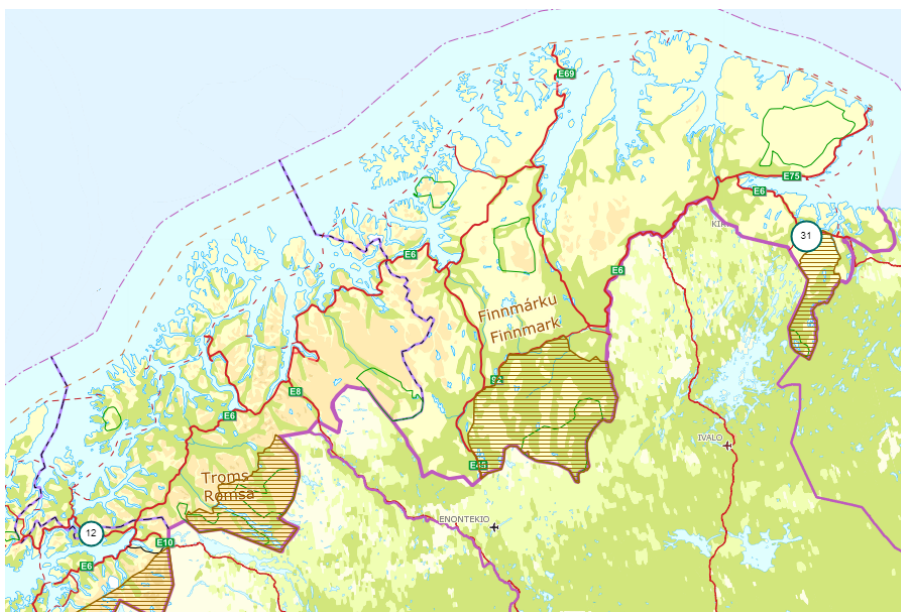 E69
E75
E6
KIR
31
E6
E6
Finnmárku
Finnmark
92
E8
E6
IVALO
E45
Troms
Romsa
ENONTEKIO
12
E10
E6